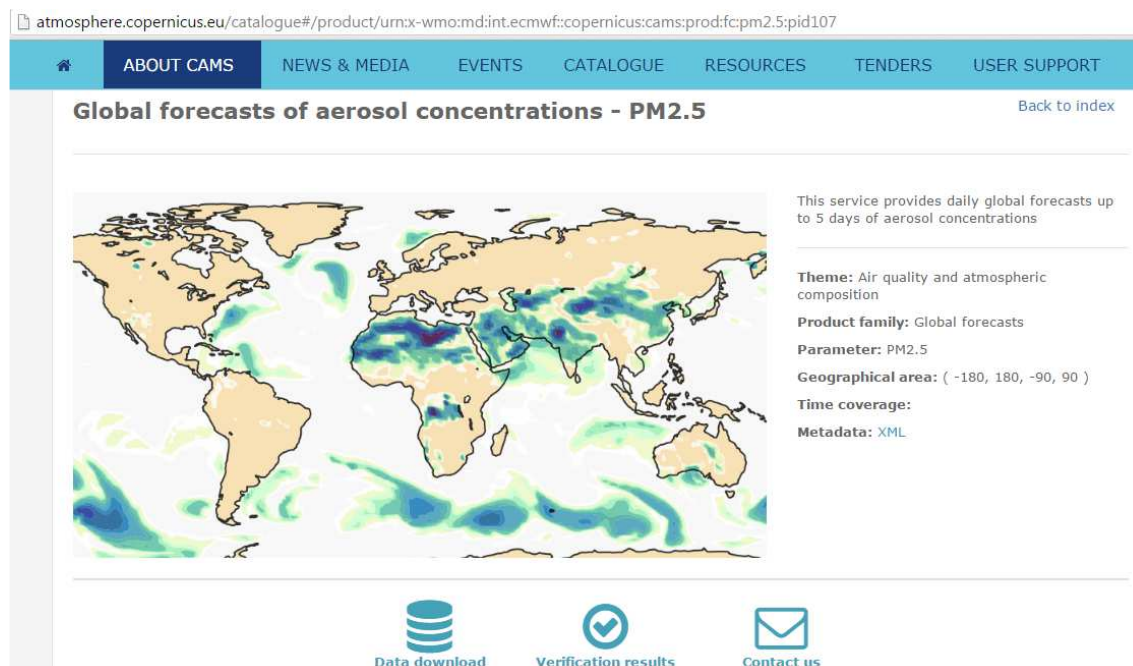 atmosphere.copernicus.eu/catalogue#/product/urn:x-wmo:md:int.ecmwf::copernicus:cams:prod:fc:pm2.5:pid107
ABOUT CAMS NEWS & MEDIA EVENTS CATALOGUE RESOURCES TENDERS USER SUPPORT
Global forecasts of aerosol concentrations - PM2.5
Back to index
This service provides daily global forecasts up
to 5 days of aerosol concentrations
Theme: Air quality and atmospheric
composition
Product family: Global forecasts
Parameter: PM2.5
Geographical area: ( -180, 180, -90, 90 )
Time coverage:
Metadata: XML
Data download Verification results Contact us